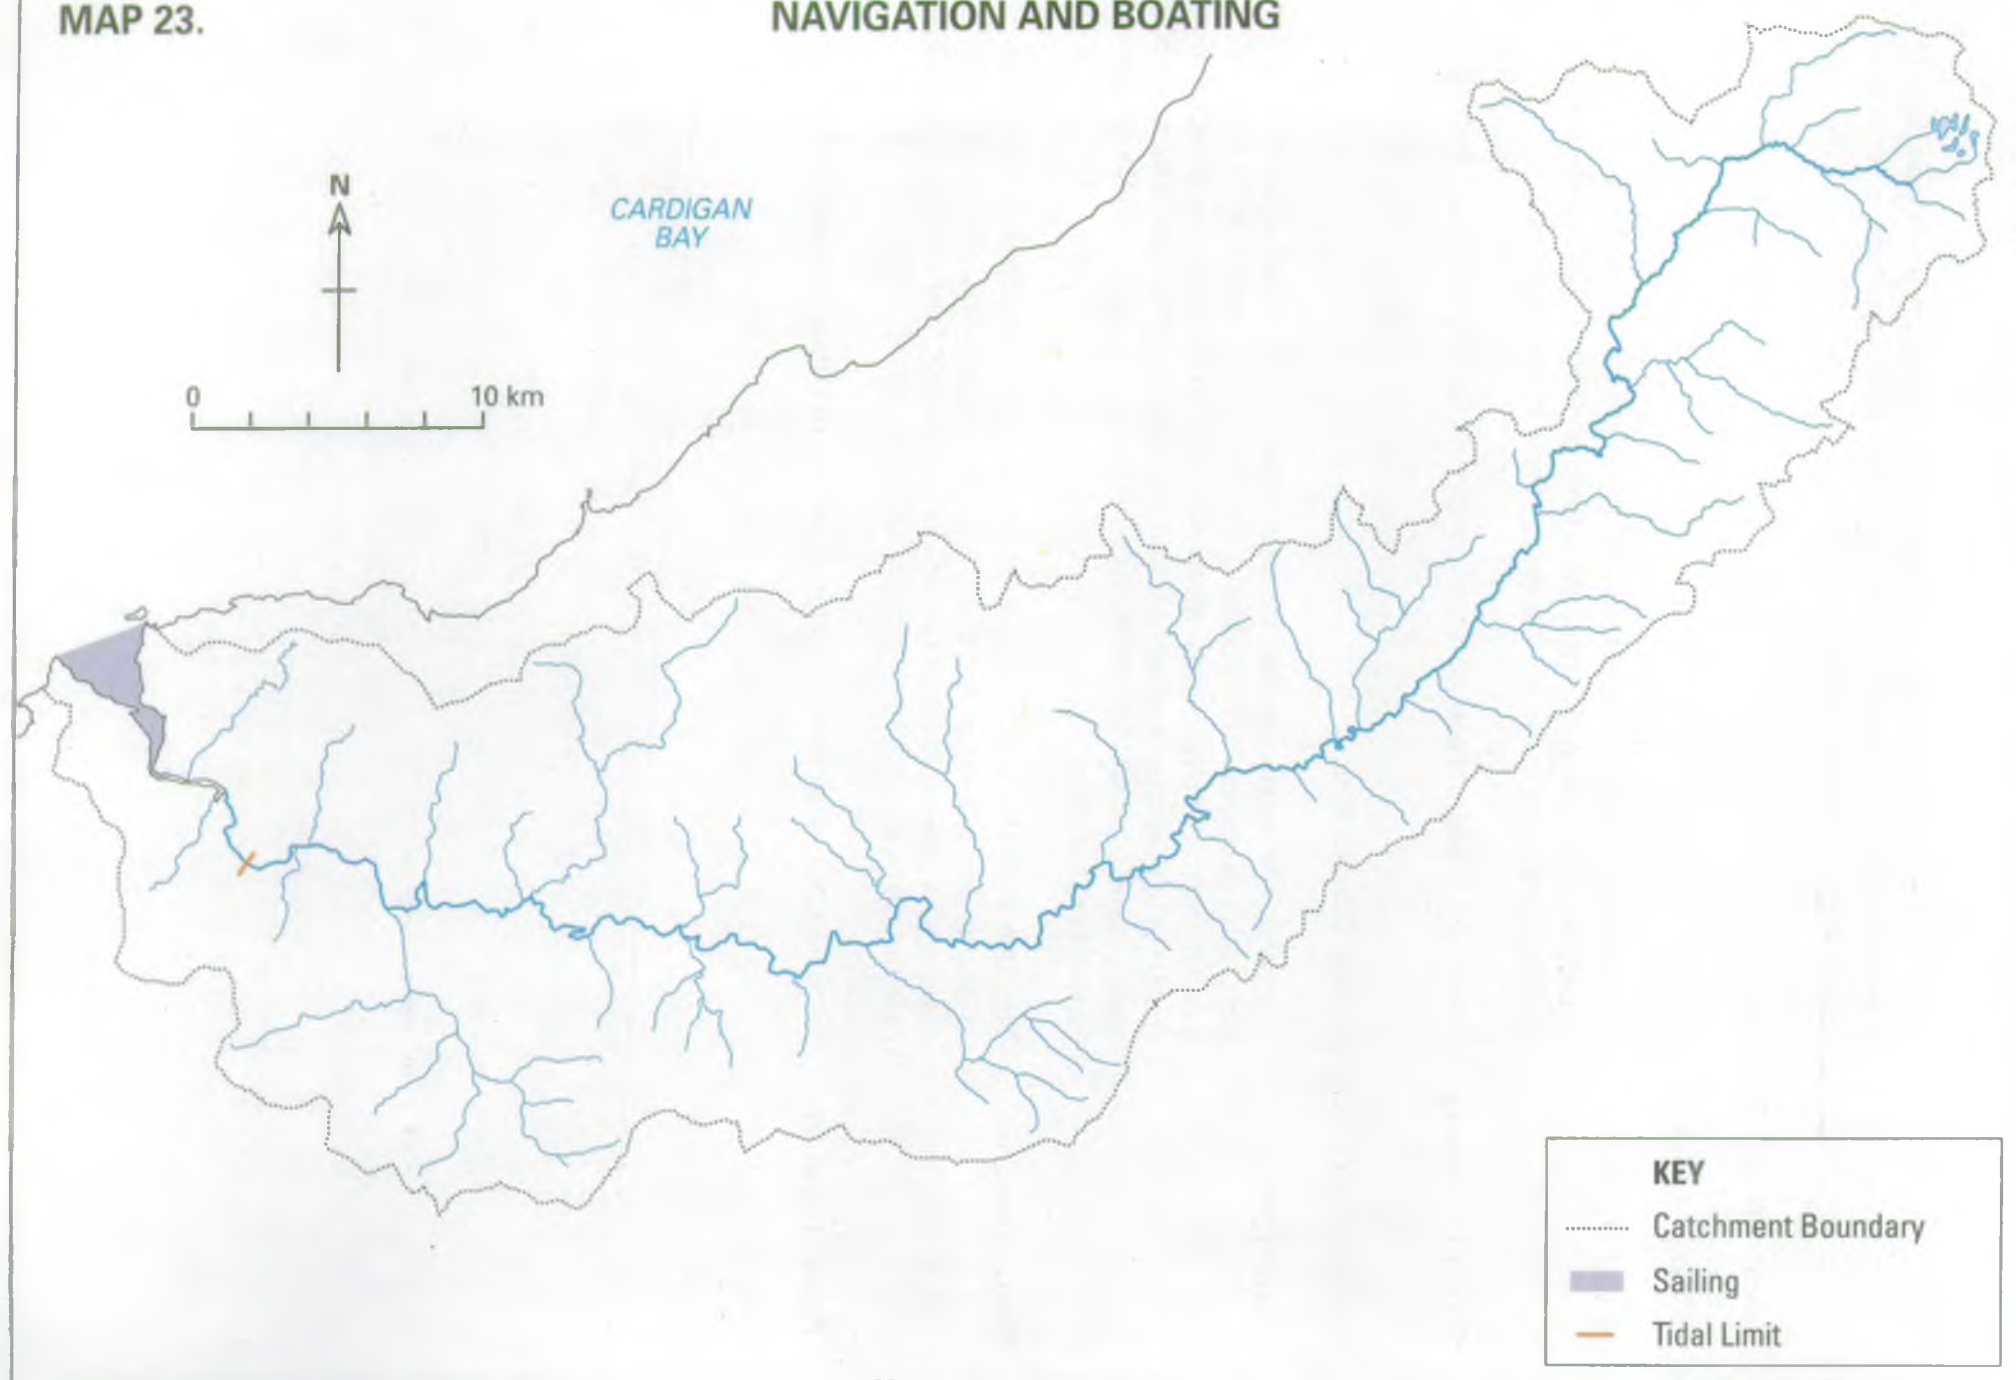 MAP 23.
NAVIGATION AND BOATING
N
CARDIGAN
BAY
0
10 km
KEY
Catchment Boundary
Sailing
Tidal Limit